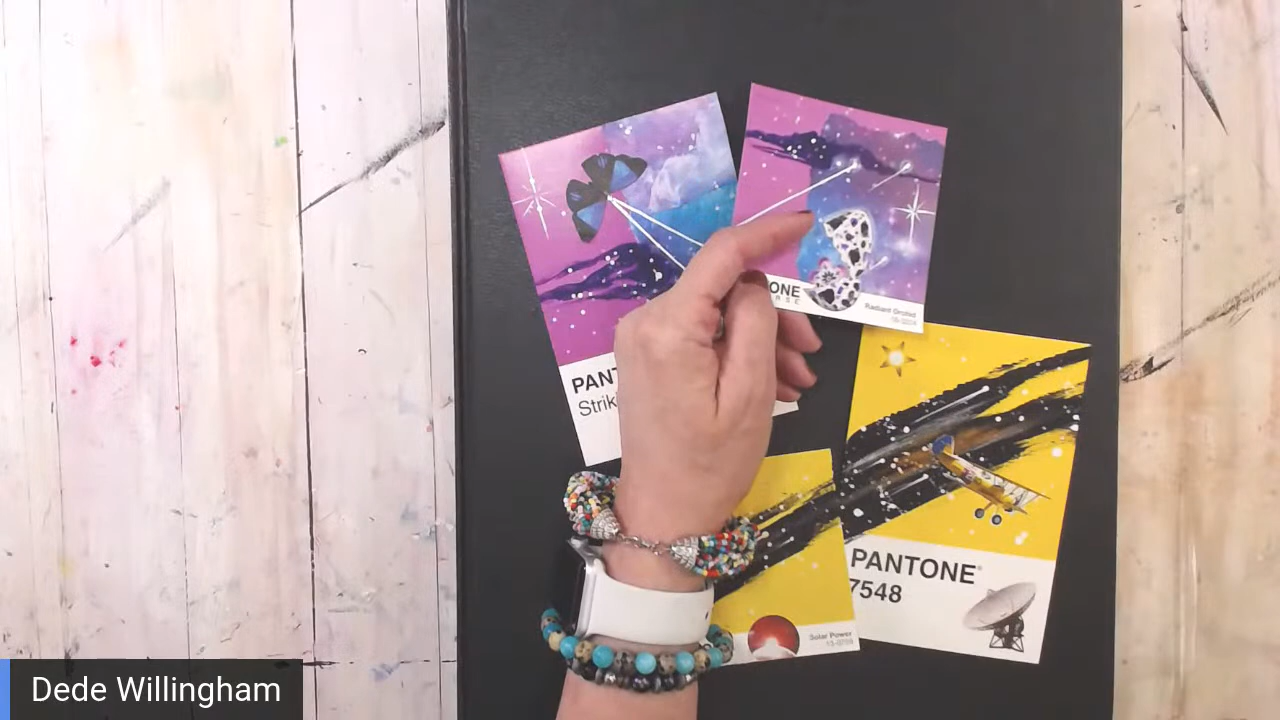 ONE
R S E
Radiant Orchid
PANT
Strik
PANTONE®
7548
Solar Power
Dede Willingham